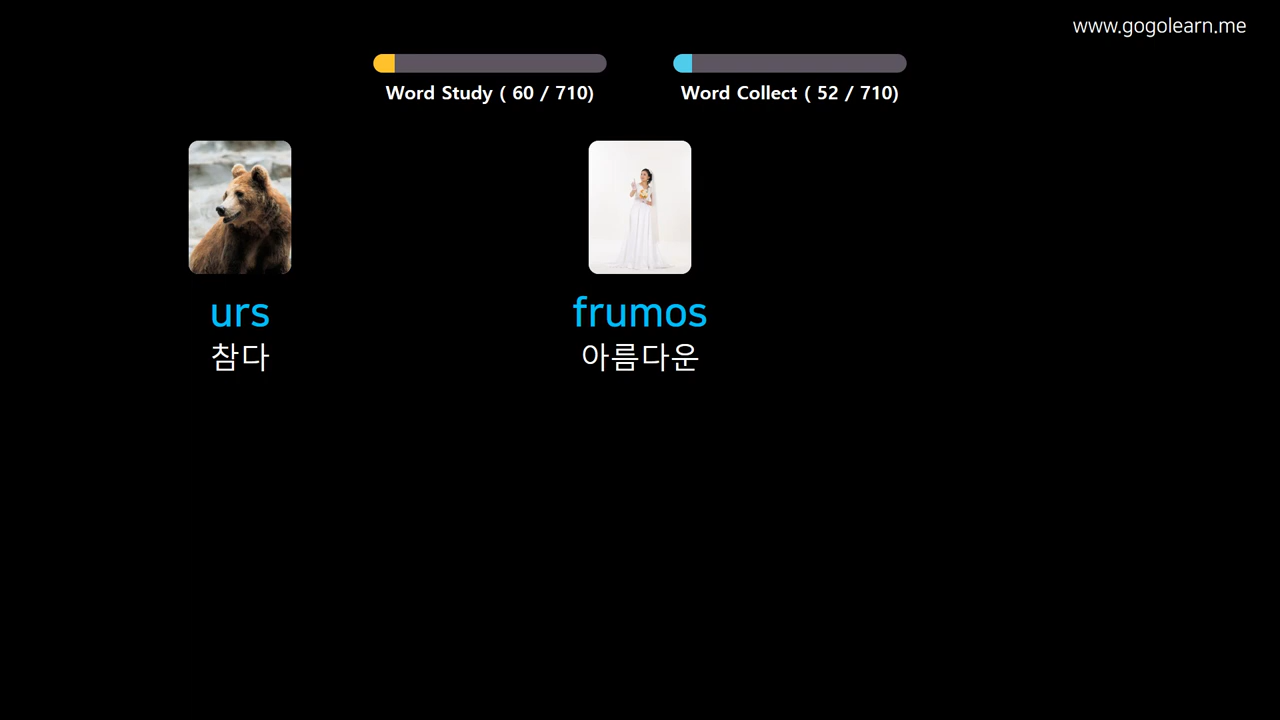 www.gogolearn.me
Word Study ( 60 / 710)
Word Collect ( 52 / 710)
urs
참다
frumos
아름다운